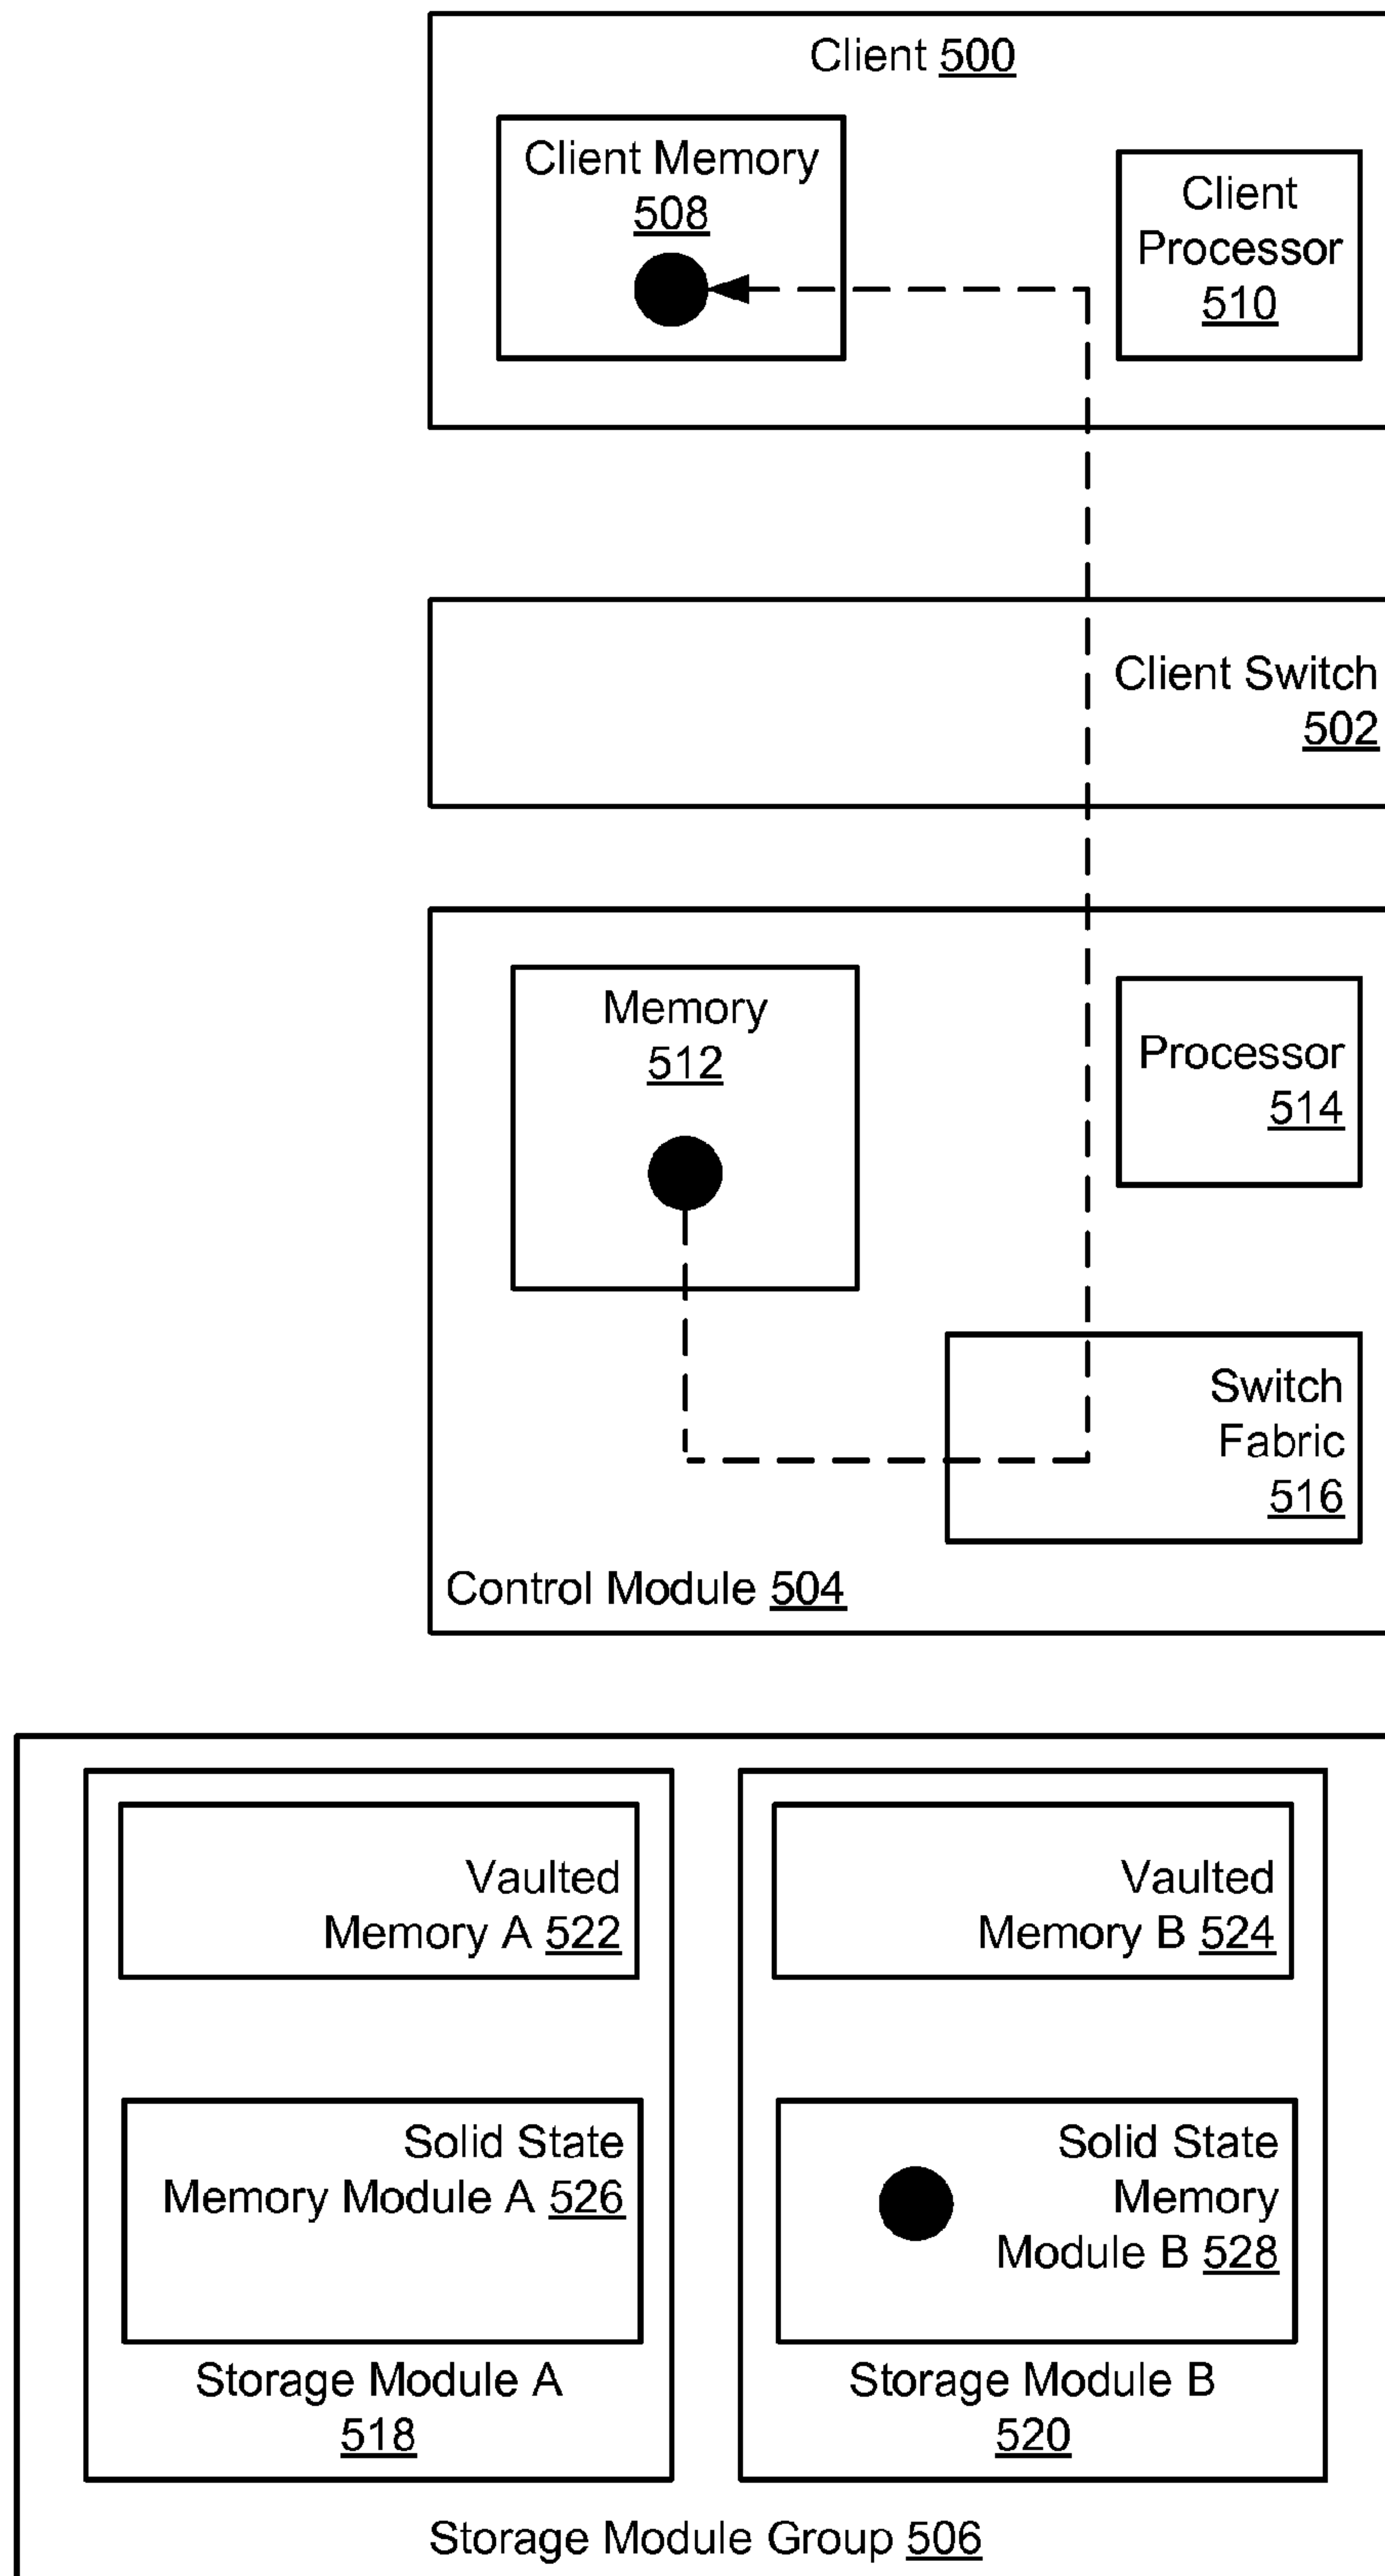 Client 500
Client Memory
508
Client
Processor
510
Client Switch
502
Memory
512
Processor
514
Switch
Fabric
516
Control Module 504
Vaulted
Memory A 522
Vaulted
Memory B 524
Solid State
Memory Module A 526
Solid State
Memory
Module B 528
Storage Module A
518
Storage Module B
520
Storage Module Group 506